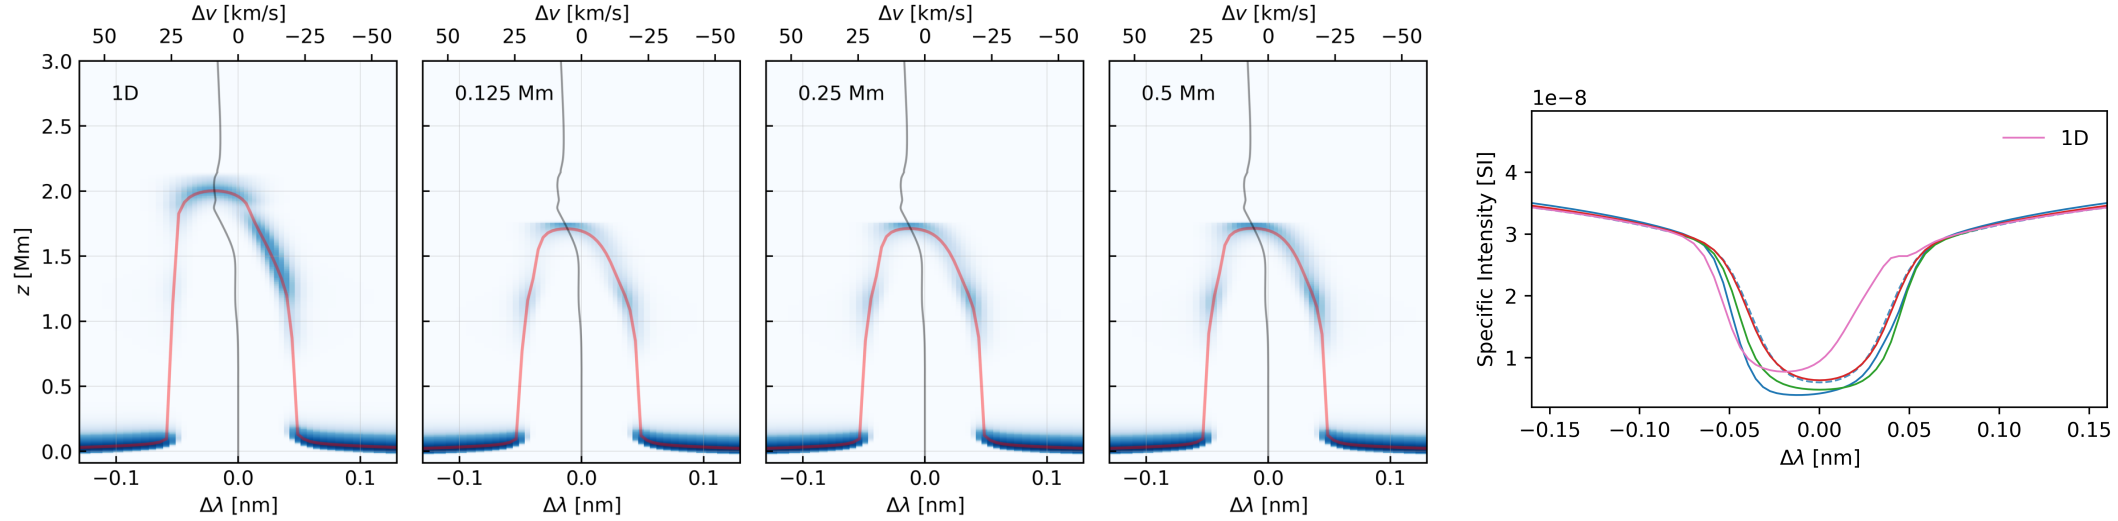 Δv [km/s]
50 25 0 −25 −50
3.0
2.5
2.0
1.5
1.0
0.5
0.0
z [Mm]
1D
−0.1 0.0 0.1
Δλ [nm]
Δv [km/s]
50 25 0 −25 −50
0.125 Mm
−0.1 0.0 0.1
Δλ [nm]
Δv [km/s]
50 25 0 −25 −50
0.25 Mm
−0.1 0.0 0.1
Δλ [nm]
Δv [km/s]
50 25 0 −25 −50
0.5 Mm
−0.1 0.0 0.1
Δλ [nm]
1e−8
1D
4
3
2
1
Specific Intensity [SI]
−0.15 −0.10 −0.05 0.00 0.05 0.10 0.15
Δλ [nm]